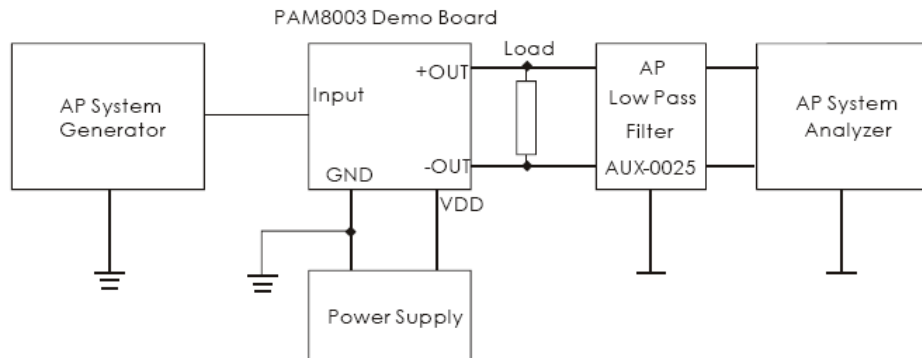 PAM8003 Demo Board
AP System
Generator
Input
+OUT
-OUT
GND
VDD
Load
AP
Low Pass
Filter
AUX-0025
AP System
Analyzer
Power Supply